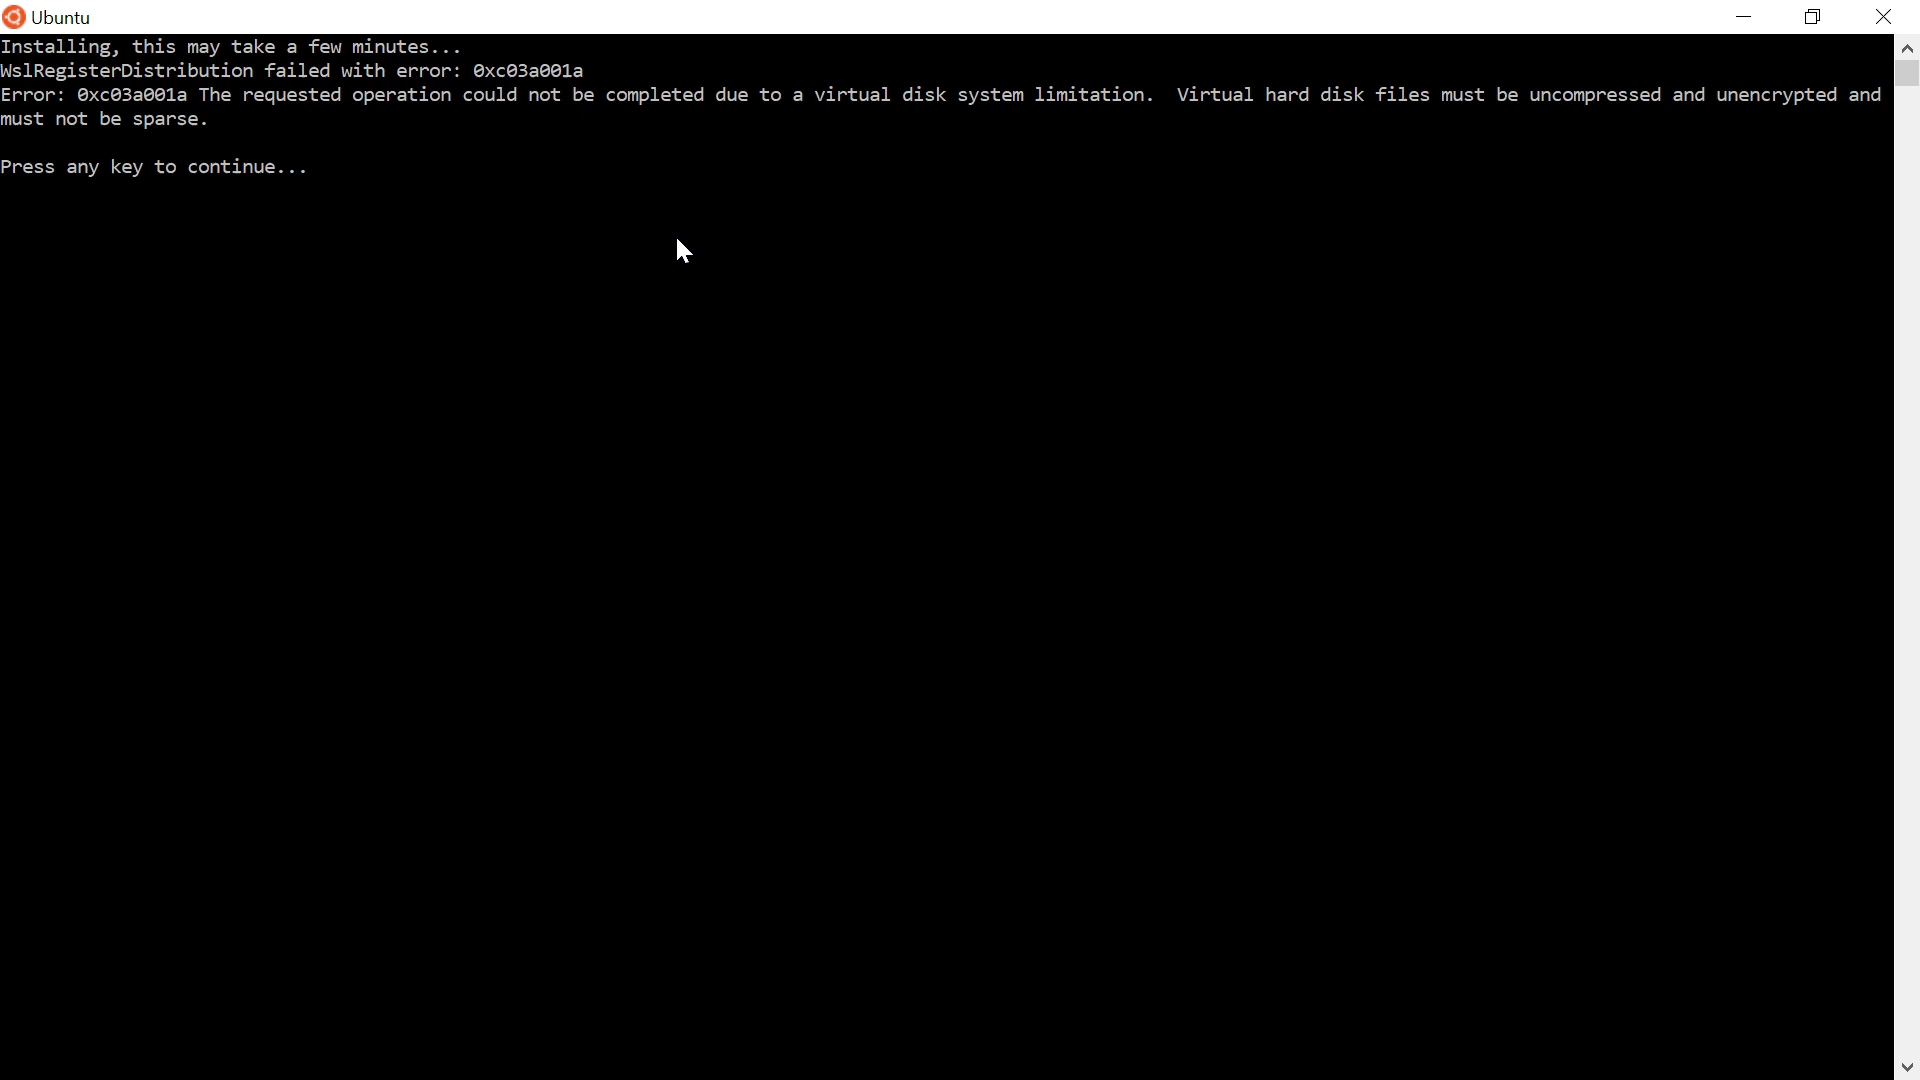 Ubuntu
Installing, this may take a few minutes...
WslRegisterDistribution failed with error: 0xc03a001a
Error: 0xc03a001a The requested operation could not be completed due to a virtual disk system limitation.  Virtual hard disk files must be uncompressed and unencrypted and
must not be sparse.
Press any key to continue...